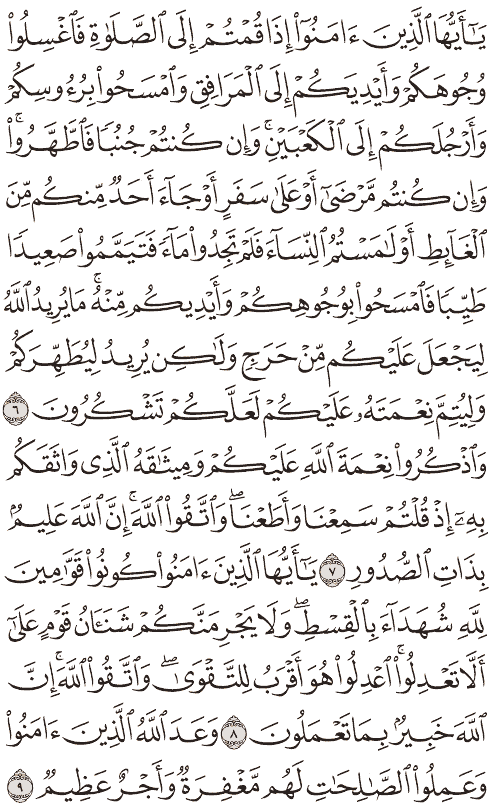 يَٰٓأَيُّهَا ٱلَّذِينَ ءَامَنُوٓا۟ إِذَا قُمْتُمْ إِلَى ٱلصَّلَوٰةِ فَٱغْسِلُوا۟
وُجُوهَكُمْ وَأَيْدِيَكُمْ إِلَى ٱلْمَرَافِقِ وَٱمْسَحُوا۟ بِرُءُوسِكُمْ
وَأَرْجُلَكُمْ إِلَى ٱلْكَعْبَيْنِ ۚ وَإِن كُنتُمْ جُنُبًا فَٱطَّهَّرُوا۟ ۚ
وَإِن كُنتُم مَّرْضَىٰٓ أَوْ عَلَىٰ سَفَرٍ أَوْ جَآءَ أَحَدٌ مِّنكُم مِّنَ
ٱلْغَآئِطِ أَوْ لَٰمَسْتُمُ ٱلنِّسَآءَ فَلَمْ تَجِدُوا۟ مَآءً فَتَيَمَّمُوا۟ صَعِيدًا
طَيِّبًا فَٱمْسَحُوا۟ بِوُجُوهِكُمْ وَأَيْدِيكُم مِّنْهُ ۚ مَا يُرِيدُ ٱللَّهُ
لِيَجْعَلَ عَلَيْكُم مِّنْ حَرَجٍ وَلَٰكِن يُرِيدُ لِيُطَهِّرَكُمْ
وَلِيُتِمَّ نِعْمَتَهُۥ عَلَيْكُمْ لَعَلَّكُمْ تَشْكُرُونَ ٦
وَٱذْكُرُوا۟ نِعْمَةَ ٱللَّهِ عَلَيْكُمْ وَمِيثَٰقَهُ ٱلَّذِى وَاثَقَكُم
بِهِۦٓ إِذْ قُلْتُمْ سَمِعْنَا وَأَطَعْنَا ۖ وَٱتَّقُوا۟ ٱللَّهَ ۚ إِنَّ ٱللَّهَ عَلِيمٌۢ
بِذَاتِ ٱلصُّدُورِ ٧ يَٰٓأَيُّهَا ٱلَّذِينَ ءَامَنُوا۟ كُونُوا۟ قَوَّٰمِينَ
لِلَّهِ شُهَدَآءَ بِٱلْقِسْطِ ۖ وَلَا يَجْرِمَنَّكُمْ شَنَـَٔانُ قَوْمٍ عَلَىٰٓ
أَلَّا تَعْدِلُوا۟ ۚ ٱعْدِلُوا۟ هُوَ أَقْرَبُ لِلتَّقْوَىٰ ۖ وَٱتَّقُوا۟ ٱللَّهَ ۚ إِنَّ
ٱللَّهَ خَبِيرٌۢ بِمَا تَعْمَلُونَ ٨ وَعَدَ ٱللَّهُ ٱلَّذِينَ ءَامَنُوا۟
وَعَمِلُوا۟ ٱلصَّٰلِحَٰتِ ۙ لَهُم مَّغْفِرَةٌ وَأَجْرٌ عَظِيمٌ ٩